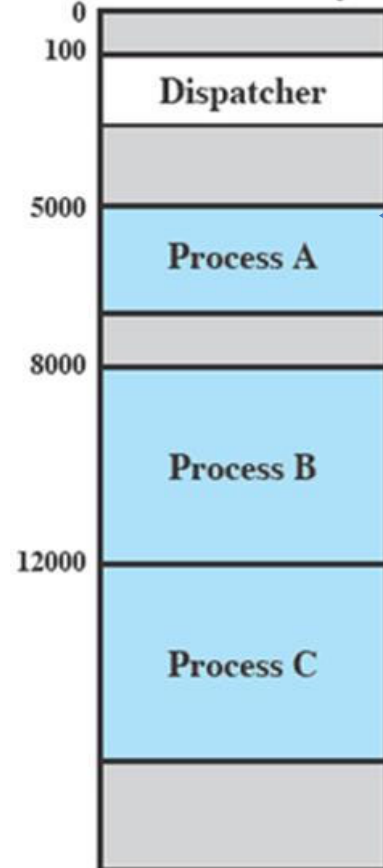 0
100
Dispatcher
5000
Process A
8000
Process B
12000
Process C